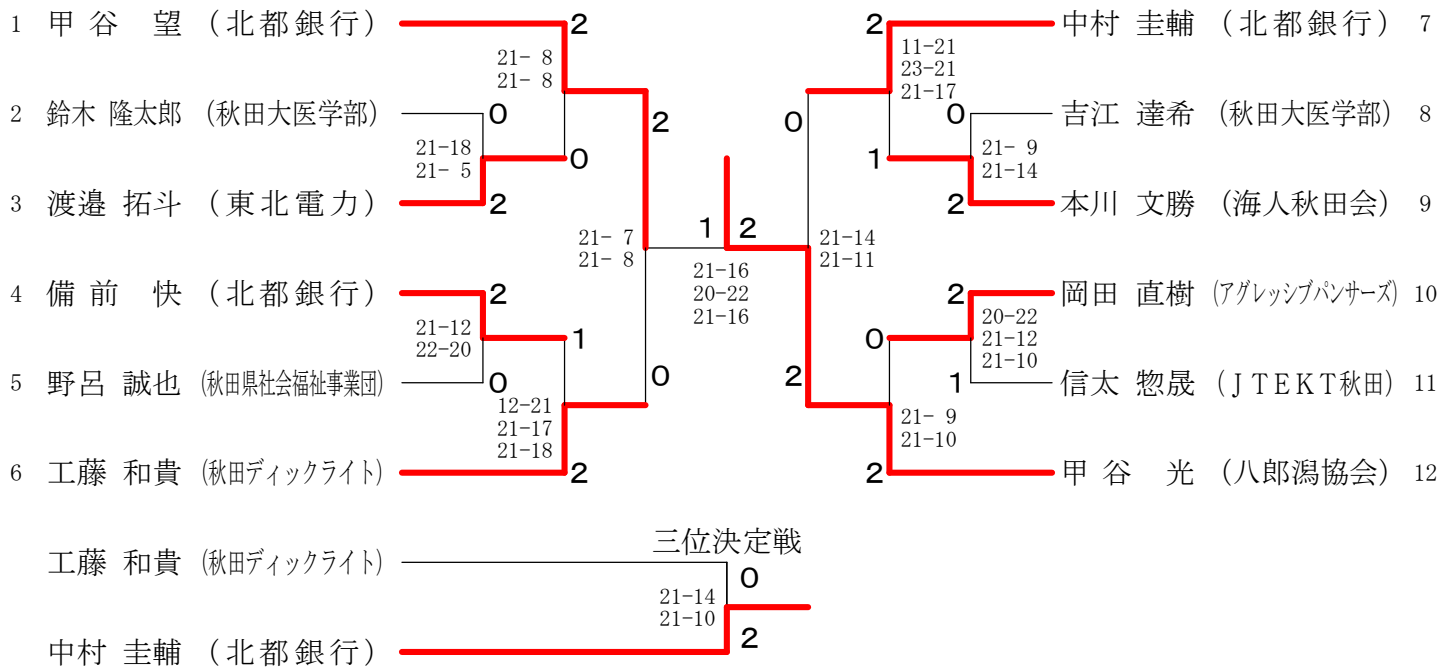 1 甲谷 望 (北都銀行) 2
21- 8
21- 8
2 鈴木 隆太郎 (秋田大医学部) 0
21-18
21- 5
0
2
3 渡邉 拓斗 (東北電力) 2
21- 7
21- 8
4 備前 快 (北都銀行) 2
21-12
22-20
1
5 野呂 誠也 (秋田県社会福祉事業団) 0
0
12-21
21-17
21-18
6 工藤 和貴 (秋田ディックライト) 2
1 2
21-16
20-22
21-16
2 中村 圭輔 (北都銀行) 7
11-21
23-21
21-17
0 吉江 達希 (秋田大医学部) 8
0
1
21- 9
21-14
2 本川 文勝 (海人秋田会) 9
21-14
21-11
2 岡田 直樹 (アグレッシブパンサーズ) 10
20-22
21-12
21-10
0
1 信太 惣晟 (JTEKT秋田) 11
2
21- 9
21-10
2 甲谷 光 (八郎潟協会) 12
三位決定戦
工藤 和貴 (秋田ディックライト) 0
21-14
21-10
中村 圭輔 (北都銀行) 2